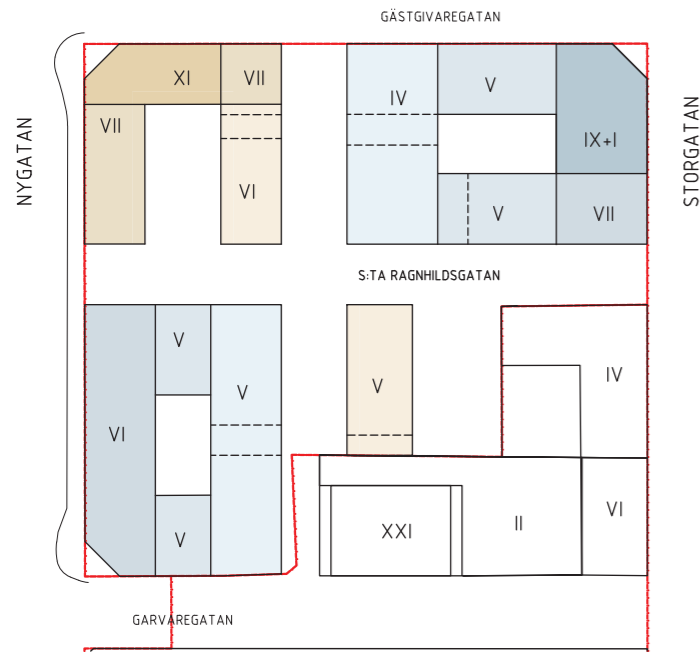 GÄSTGIVAREGATAN
XI
VII
IV
V
IX+I
VII
VI
V
VII
NYGATAN
STORGATAN
S:TA RAGNHILDSGATAN
V
V
V
IV
VI
V
XXI
II
VI
GARVAREGATAN